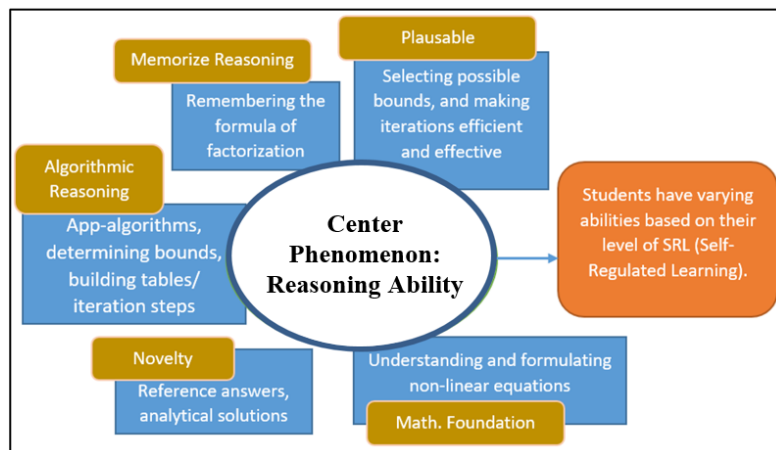 Plausable
Selecting possible
bounds, and making
iterations efficient
and effective
Memorize Reasoning
Remembering the
formula of
factorization
Algorithmic
Reasoning
App-algorithms,
determining bounds,
building tables/
iteration steps
Center
Phenomenon:
Reasoning Ability
Students have varying
abilities based on their
level of SRL (Self-
Regulated Learning).
Novelty
Reference answers,
analytical solutions
Understanding and formulating
non-linear equations
Math. Foundation